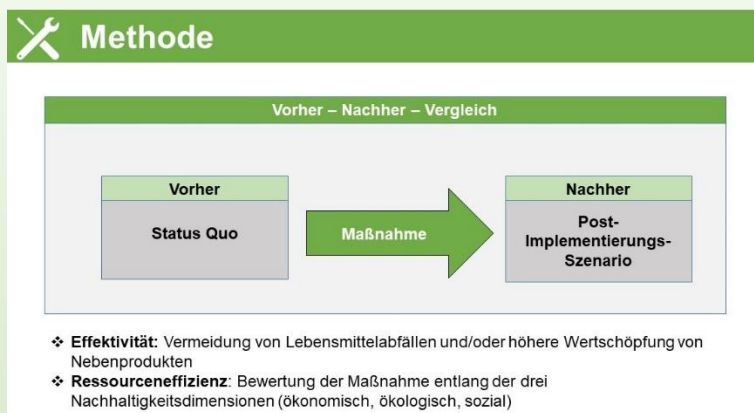 Methode
Vorher – Nachher – Vergleich
Vorher
Status Quo
Maßnahme
Nachher
Post-
Implementierungs-
Szenario
❖ Effektivität: Vermeidung von Lebensmittelabfällen und/oder höhere Wertschöpfung von
Nebenprodukten
❖ Ressourceneffizienz: Bewertung der Maßnahme entlang der drei
Nachhaltigkeitsdimensionen (ökonomisch, ökologisch, sozial)